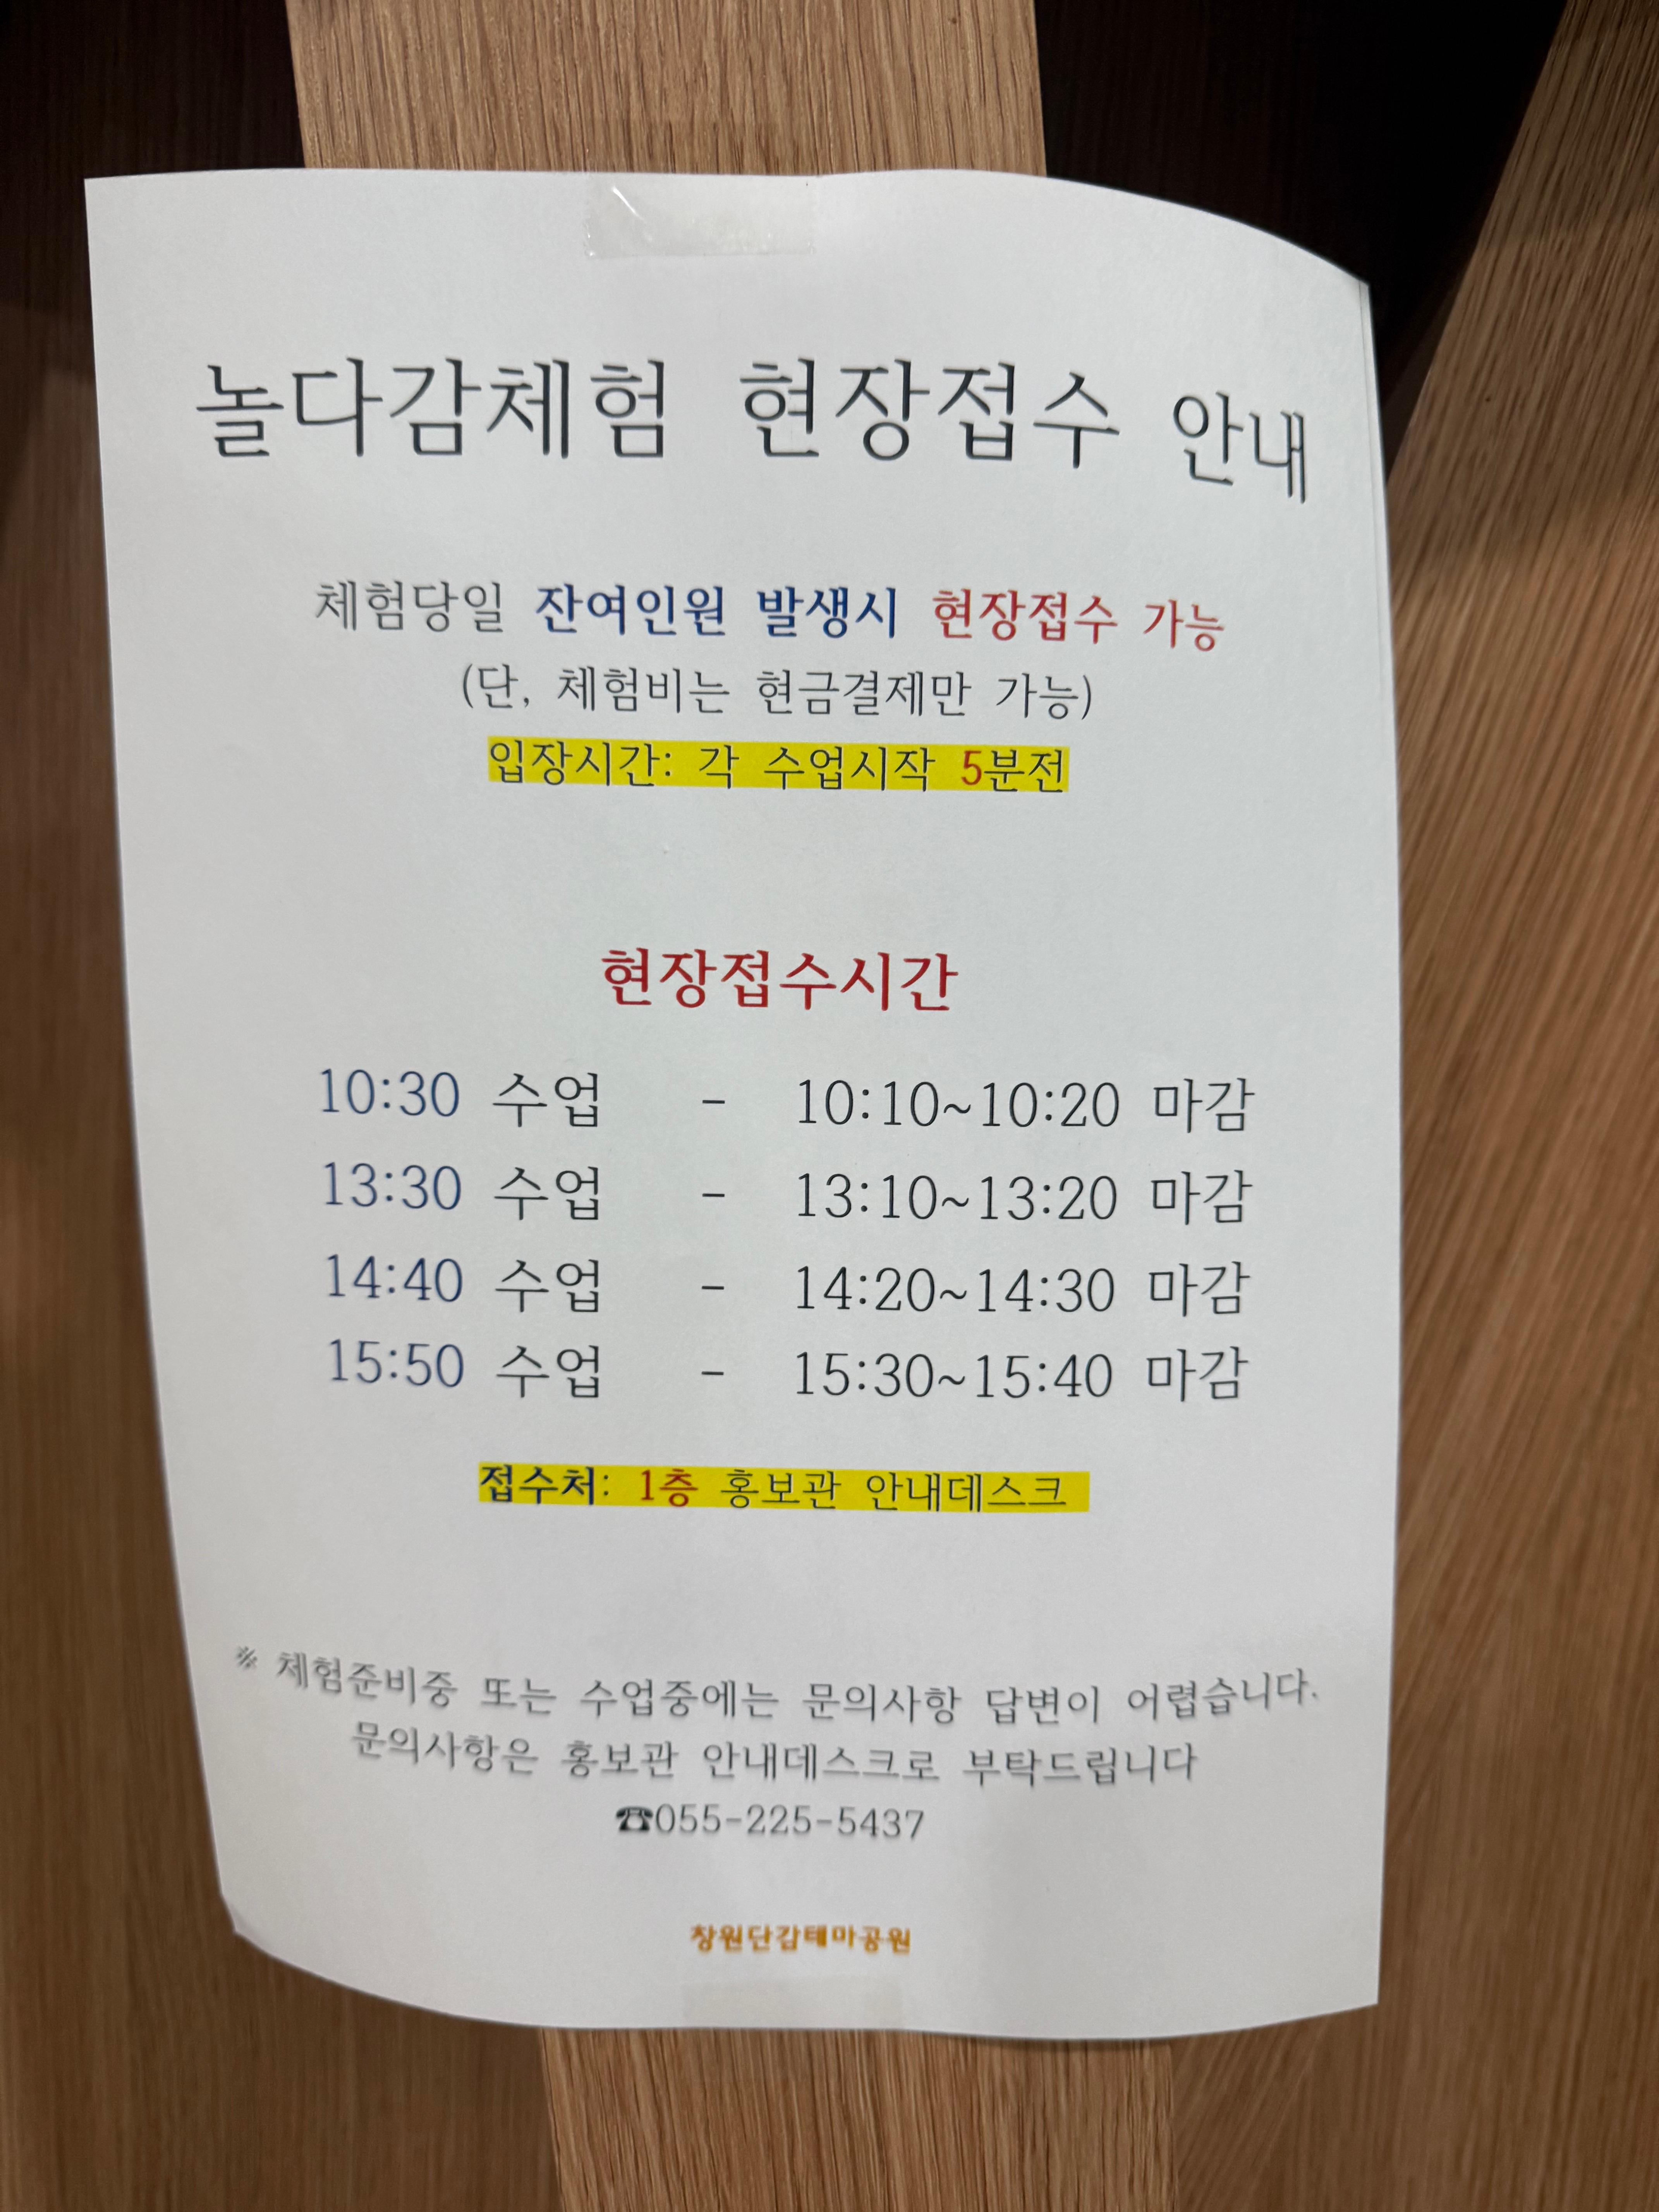 놀다감체험 현장접수 안내
체험당일 잔여인원 발생시 현장접수 가능
(단, 체험비는 현금결제만 가능)
입장시간: 각 수업시작 5분전
현장접수시간
10:30 수업 - 10:10~10:20 마감
13:30 수업 - 13:10~13:20 마감
14:40 수업 - 14:20~14:30 마감
15:50 수업 - 15:30~15:40 마감
접수처: 1층 홍보관 안내데스크
※ 체험준비중 또는 수업중에는 문의사항 답변이 어렵습니다.
문의사항은 홍보관 안내데스크로 부탁드립니다
☎055-225-5437
창원단감테마공원